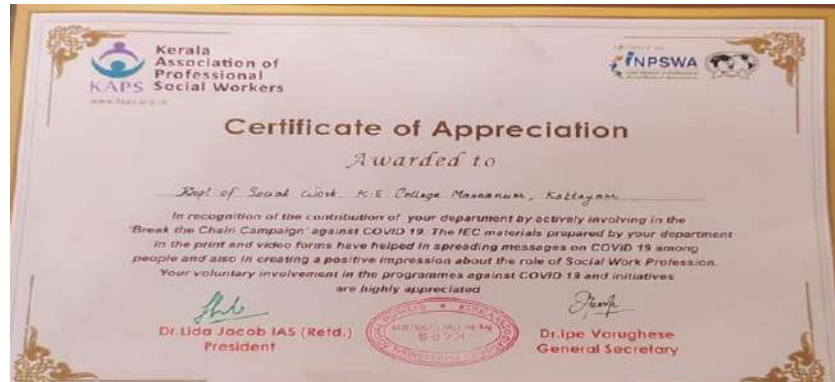 Kerala
Association of
Professional
Social Workers
KAPS
INPSWA
Certificate of Appreciation
Awarded to
Dept of Social Work K.E. College Mannanum, Kottayam
In recognition of the contribution of your department by actively involving in the
'Break the Chain Campaign' against COVID 19. The IEC materials prepared by your department
in the print and video forms have helped in spreading messages on COVID 19 among
people and also in creating a positive impression about the role of Social Work Profession.
Your voluntary involvement in the programmes against COVID 19 and initiatives
are highly appreciated
Dr.Lida Jacob IAS (Retd.)
President
Dr.Ipe Varughese
General Secretary